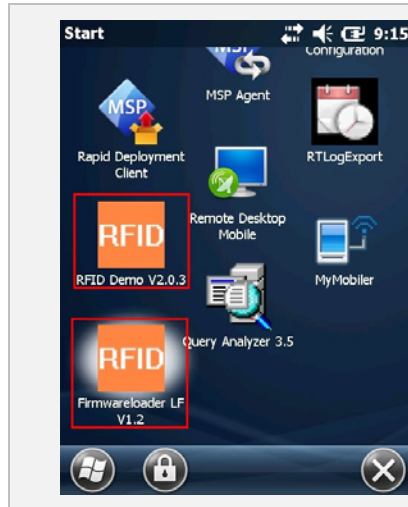 Start
9:15
Configuration
MSP
MSP Agent
MSP
Rapid Deployment
Client
RTLogExport
RFID
RFID Demo V2.0.3
Remote Desktop
Mobile
MyMobiler
Query Analyzer 3.5
RFID
Firmwareloader LF
V1.2